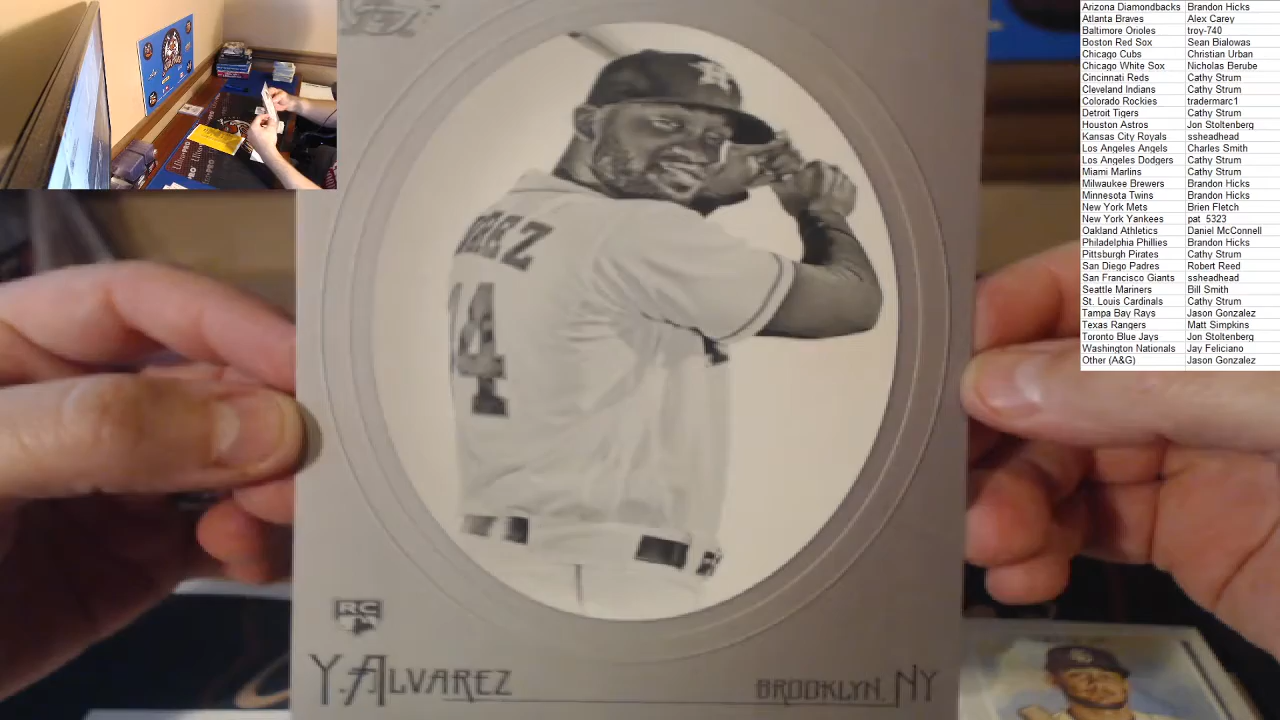 Arizona Diamondbacks Brandon Hicks
Atlanta Braves Alex Carey
Baltimore Orioles troy-740
Boston Red Sox Sean Bialowas
Chicago Cubs Christian Urban
Chicago White Sox Nicholas Berube
Cincinnati Reds Cathy Strum
Cleveland Indians Cathy Strum
Colorado Rockies tradermarc1
Detroit Tigers Cathy Strum
Houston Astros Jon Stoltenberg
Kansas City Royals ssheadhead
Los Angeles Angels Charles Smith
Los Angeles Dodgers Cathy Strum
Miami Marlins Cathy Strum
Milwaukee Brewers Brandon Hicks
Minnesota Twins Brandon Hicks
New York Mets Brien Fletch
New York Yankees pat 5323
Oakland Athletics Daniel McConnell
Philadelphia Phillies Brandon Hicks
Pittsburgh Pirates Cathy Strum
San Diego Padres Robert Reed
San Francisco Giants ssheadhead
Seattle Mariners Bill Smith
St. Louis Cardinals Cathy Strum
Tampa Bay Rays Jason Gonzalez
Texas Rangers Matt Simpkins
Toronto Blue Jays Jon Stoltenberg
Washington Nationals Jay Feliciano
Other (A&G) Jason Gonzalez
REZ
44
RC
Y. ALVAREZ
BROOKLYN, NY